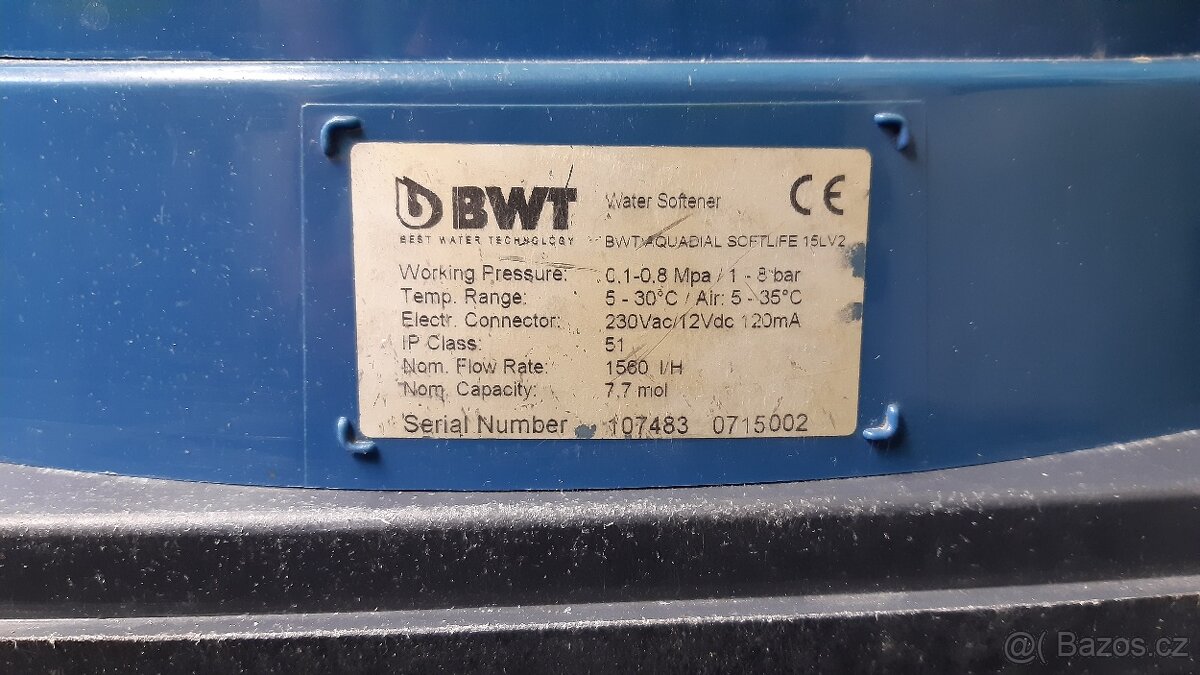 BWT
BEST WATER TECHNOLOGY
Water Softener
CE
BWT AQUADIAL SOFTLIFE 15LV2
Working Pressure: 0,1-0,8 Mpa / 1 - 8 bar
Temp. Range: 5 - 30°C / Air: 5 - 35°C
Electr. Connector: 230Vac/12Vdc 120mA
IP Class: 51
Nom. Flow Rate: 1560 l/H
Nom. Capacity: 7,7 mol
Serial Number 107483 0715002
@( Bazos.cz